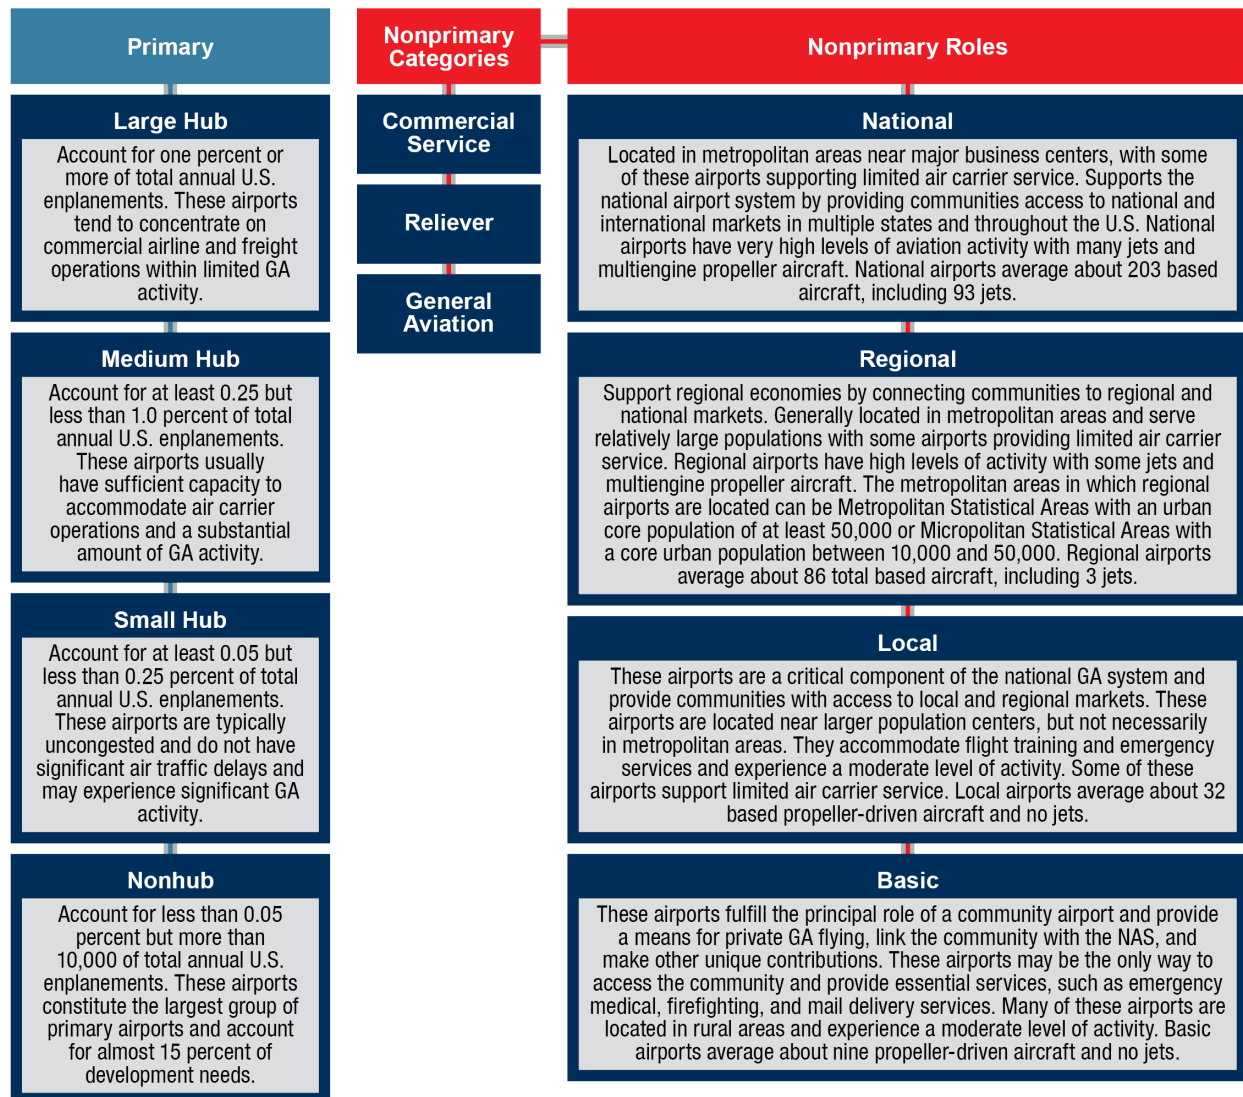 Primary
Large Hub
Account for one percent or
more of total annual U.S.
enplanements. These airports
tend to concentrate on
commercial airline and freight
operations within limited GA
activity.
Medium Hub
Account for at least 0.25 but
less than 1.0 percent of total
annual U.S. enplanements.
These airports usually
have sufficient capacity to
accommodate air carrier
operations and a substantial
amount of GA activity.
Small Hub
Account for at least 0.05 but
less than 0.25 percent of total
annual U.S. enplanements.
These airports are typically
uncongested and do not have
significant air traffic delays and
may experience significant GA
activity.
Nonhub
Account for less than 0.05
percent but more than
10,000 of total annual U.S.
enplanements. These airports
constitute the largest group of
primary airports and account
for almost 15 percent of
development needs.
Nonprimary
Categories
Commercial
Service
Reliever
General
Aviation
Nonprimary Roles
National
Located in metropolitan areas near major business centers, with some
of these airports supporting limited air carrier service. Supports the
national airport system by providing communities access to national and
international markets in multiple states and throughout the U.S. National
airports have very high levels of aviation activity with many jets and
multiengine propeller aircraft. National airports average about 203 based
aircraft, including 93 jets.
Regional
Support regional economies by connecting communities to regional and
national markets. Generally located in metropolitan areas and serve
relatively large populations with some airports providing limited air carrier
service. Regional airports have high levels of activity with some jets and
multiengine propeller aircraft. The metropolitan areas in which regional
airports are located can be Metropolitan Statistical Areas with an urban
core population of at least 50,000 or Micropolitan Statistical Areas with
a core urban population between 10,000 and 50,000. Regional airports
average about 86 total based aircraft, including 3 jets.
Local
These airports are a critical component of the national GA system and
provide communities with access to local and regional markets. These
airports are located near larger population centers, but not necessarily
in metropolitan areas. They accommodate flight training and emergency
services and experience a moderate level of activity. Some of these
airports support limited air carrier service. Local airports average about 32
based propeller-driven aircraft and no jets.
Basic
These airports fulfill the principal role of a community airport and provide
a means for private GA flying, link the community with the NAS, and
make other unique contributions. These airports may be the only way to
access the community and provide essential services, such as emergency
medical, firefighting, and mail delivery services. Many of these airports are
located in rural areas and experience a moderate level of activity. Basic
airports average about nine propeller-driven aircraft and no jets.